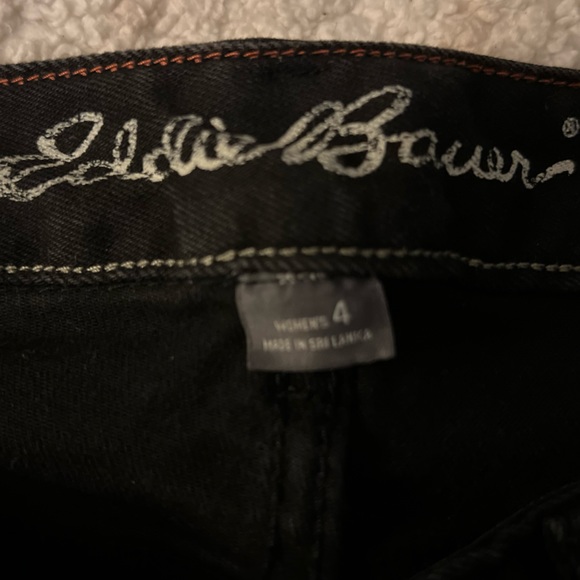 Eddie Bauer ®
WOMEN'S 4
MADE IN SRI LANKA